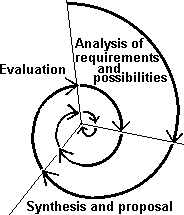 Analysis of
requirements
and
possibilities
Evaluation
Synthesis and proposal